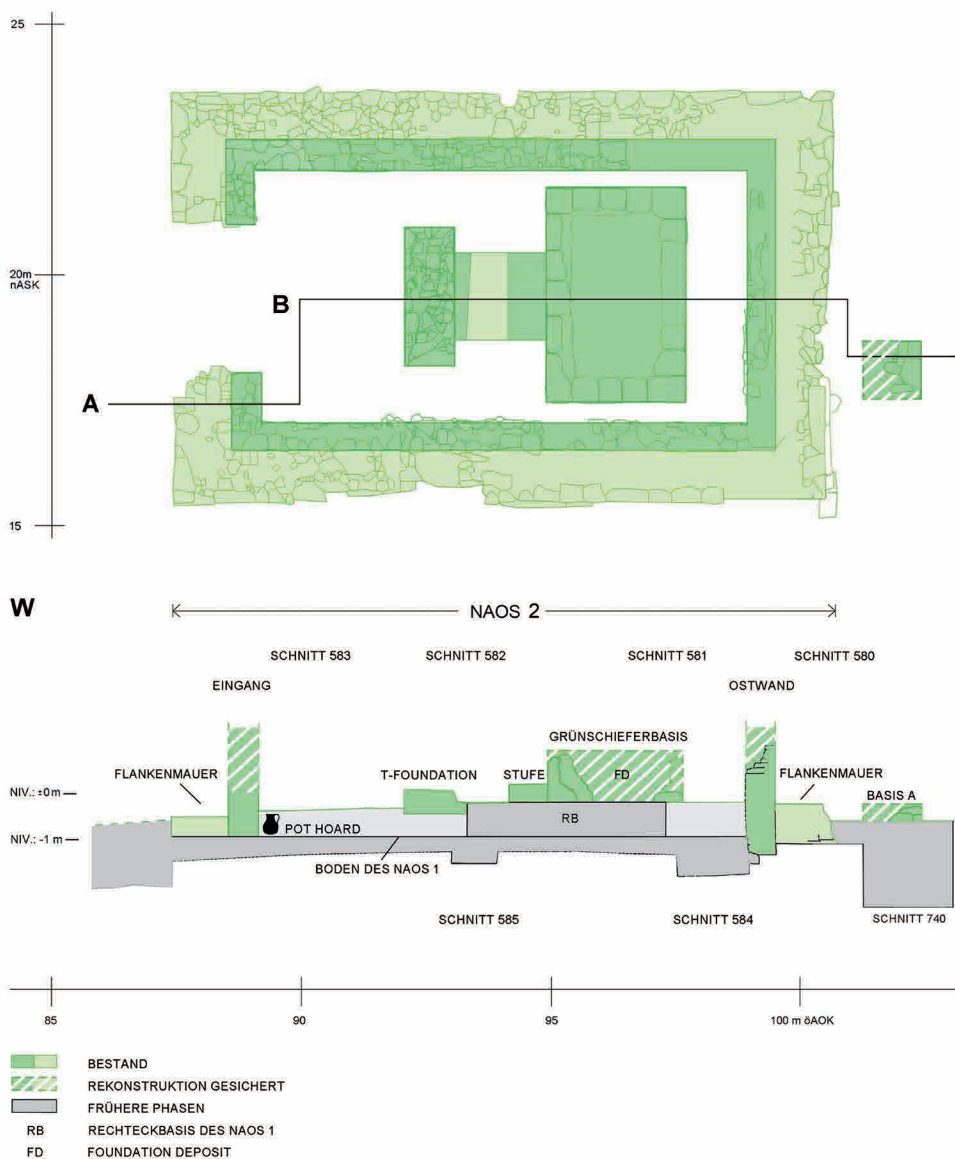 25
20m
nASK
B
A
15
W
NAOS 2
SCHNITT 583
SCHNITT 582
SCHNITT 581
SCHNITT 580
EINGANG
OSTWAND
GRÜNSCHIEFERBASIS
FLANKENMAUER
T-FOUNDATION
STUFE
FD
FLANKENMAUER
BASIS A
NIV.: ±0 m
RB
POT HOARD
NIV.: -1 m
BODEN DES NAOS 1
SCHNITT 585
SCHNITT 584
SCHNITT 740
85
90
95
100 m öAOK
BESTAND
REKONSTRUKTION GESICHERT
FRÜHERE PHASEN
RB RECHTECKBASIS DES NAOS 1
FD FOUNDATION DEPOSIT